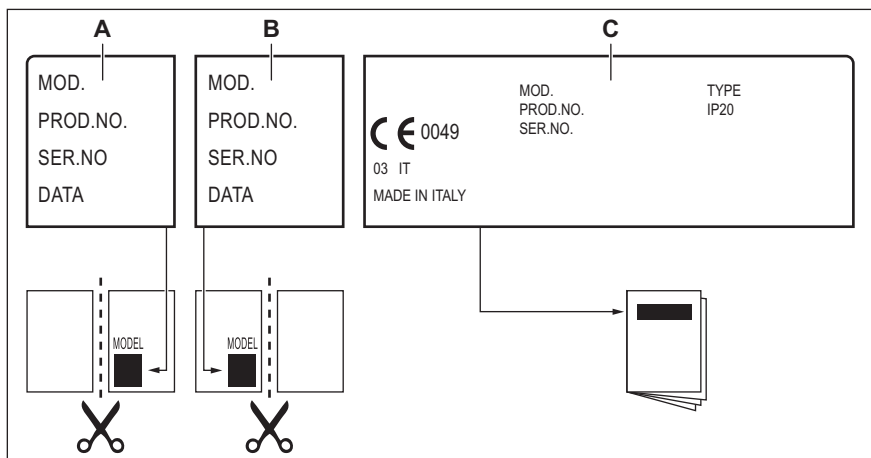 A
B
C
MOD.
PROD.NO.
SER.NO
DATA
MOD.
PROD.NO.
SER.NO
DATA
MOD.
PROD.NO.
SER.NO.
TYPE
IP20
CE 0049
03 IT
MADE IN ITALY
MODEL
MODEL